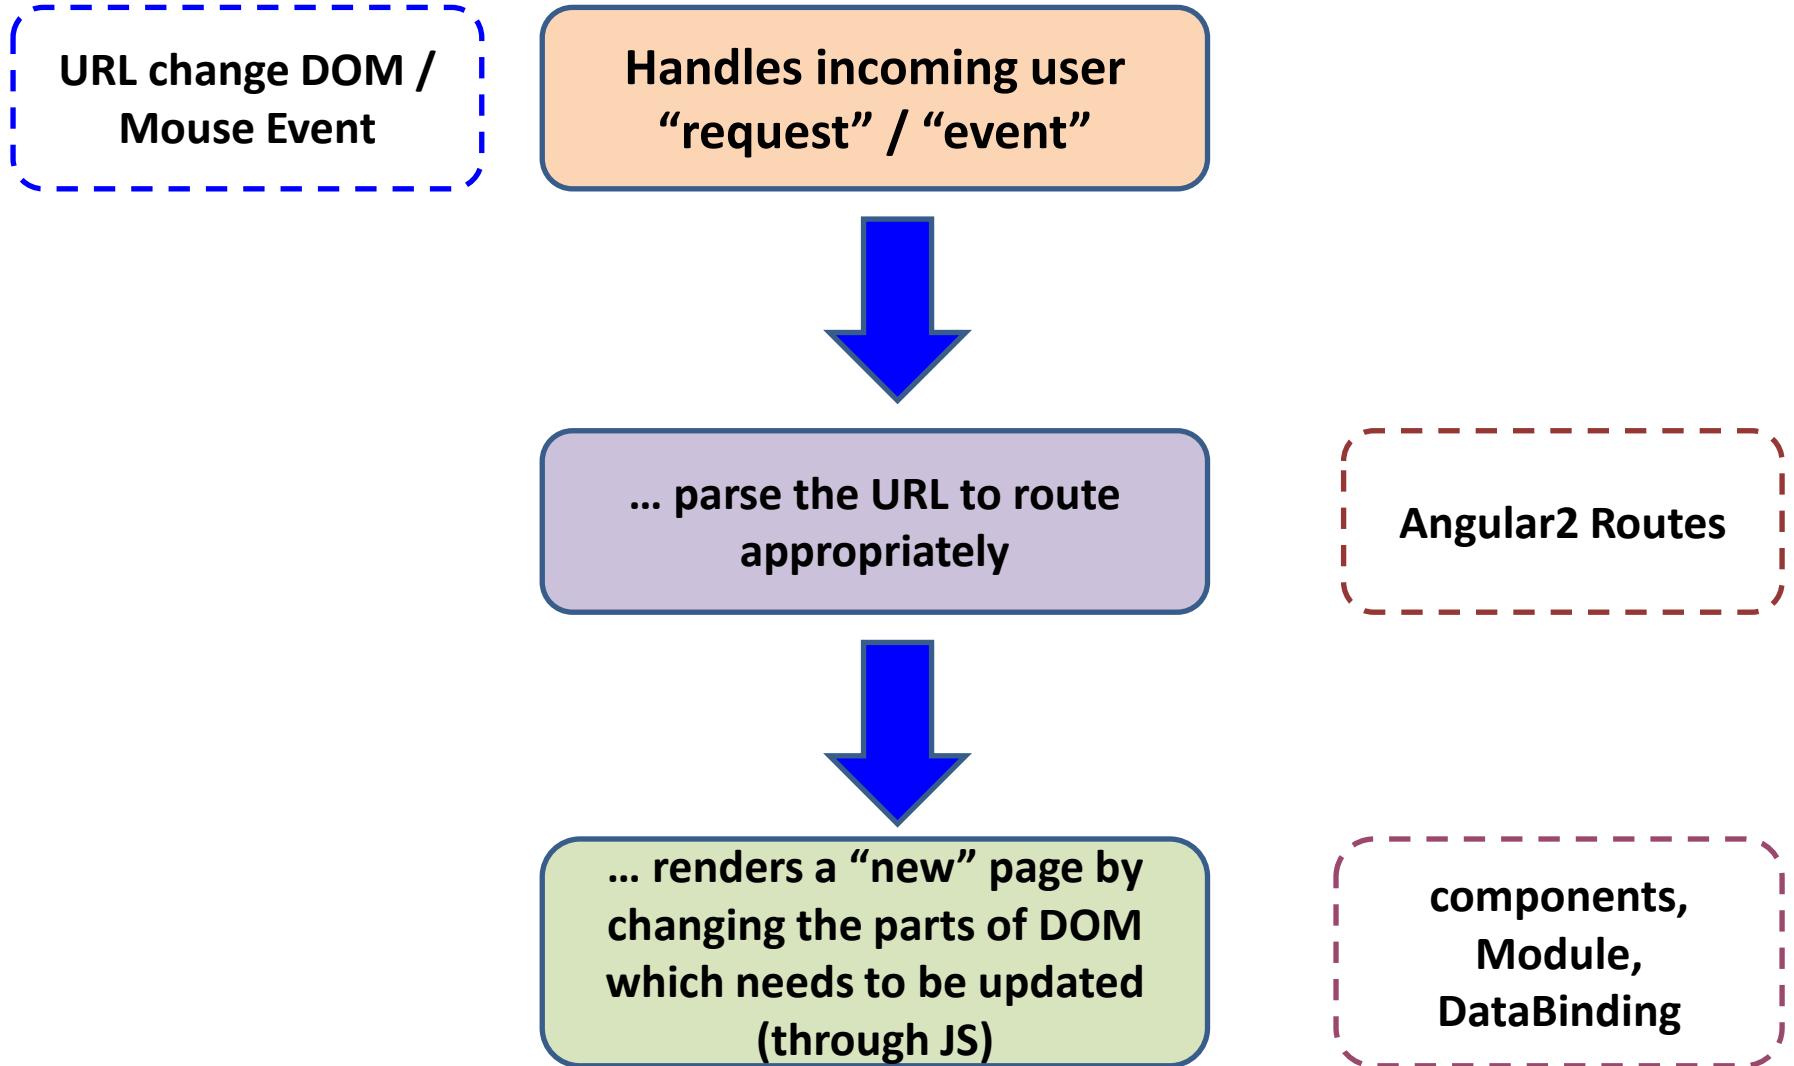 URL change DOM /
Mouse Event
Handles incoming user
“request” / “event”
… parse the URL to route
appropriately
Angular2 Routes
… renders a “new” page by
changing the parts of DOM
which needs to be updated
(through JS)
components,
Module,
DataBinding